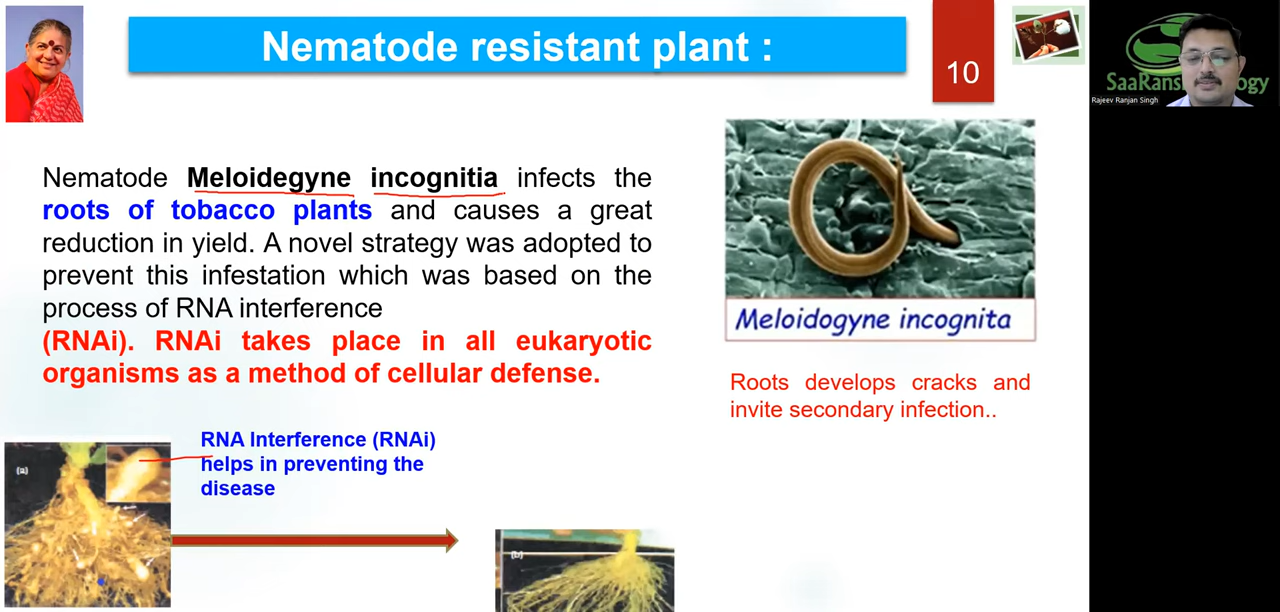 Nematode resistant plant :
10
SaaRans
ogy
Rajeev Ranjan Singh
Nematode Meloidegyne incognitia infects the
roots of tobacco plants and causes a great
reduction in yield. A novel strategy was adopted to
prevent this infestation which was based on the
process of RNA interference
(RNAi). RNAi takes place in all eukaryotic
organisms as a method of cellular defense.
Meloidogyne incognita
Roots develops cracks and
invite secondary infection..
RNA Interference (RNAi)
helps in preventing the
disease
(a)
(b)